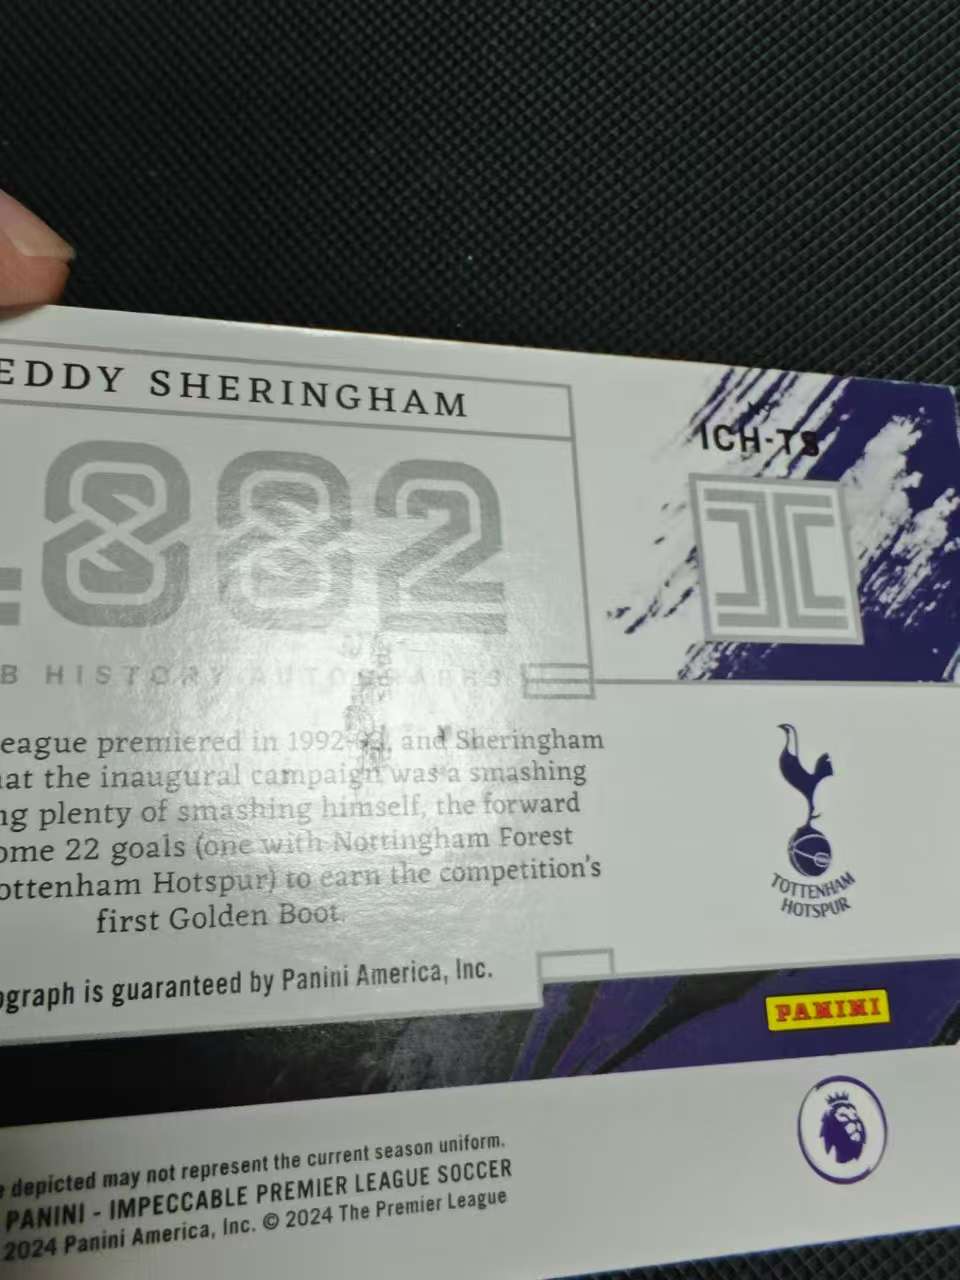 EDDY SHERINGHAM
Nº
ICH-TS
1882
B HISTORY AUTOGRAPHS
eague premiered in 1992-93, and Sheringham
at the inaugural campaign was a smashing
ng plenty of smashing himself, the forward
ome 22 goals (one with Nottingham Forest
ottenham Hotspur) to earn the competition's
first Golden Boot.
TOTTENHAM
HOTSPUR
ograph is guaranteed by Panini America, Inc.
PANINI
e depicted may not represent the current season uniform.
PANINI - IMPECCABLE PREMIER LEAGUE SOCCER
2024 Panini America, Inc. © 2024 The Premier League